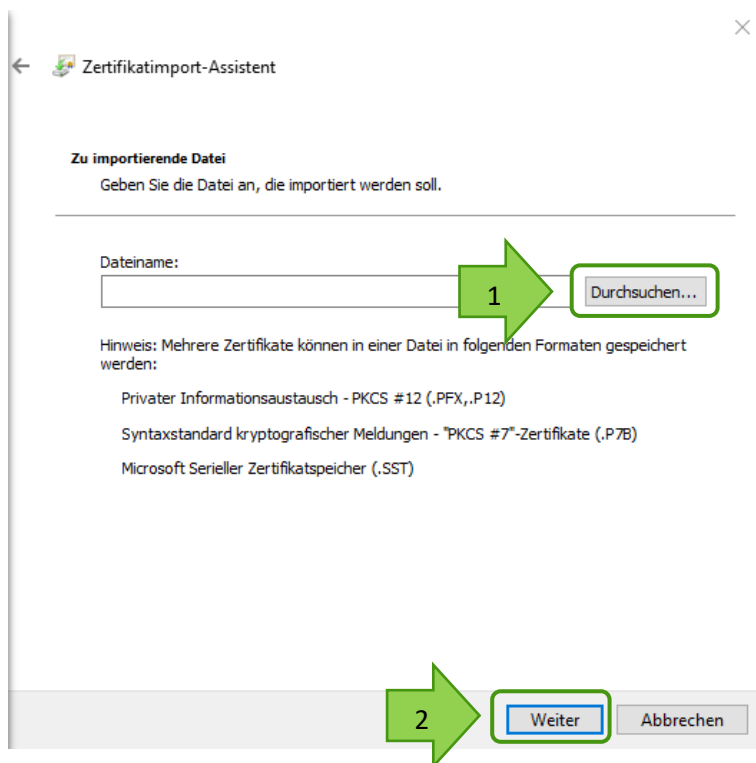 Zertifikatimport-Assistent
Zu importierende Datei
Geben Sie die Datei an, die importiert werden soll.
Dateiname:
1
Durchsuchen...
Hinweis: Mehrere Zertifikate können in einer Datei in folgenden Formaten gespeichert
werden:
Privater Informationsaustausch - PKCS #12 (.PFX,.P12)
Syntaxstandard kryptografischer Meldungen - "PKCS #7"-Zertifikate (.P7B)
Microsoft Serieller Zertifikatspeicher (.SST)
2
Weiter
Abbrechen